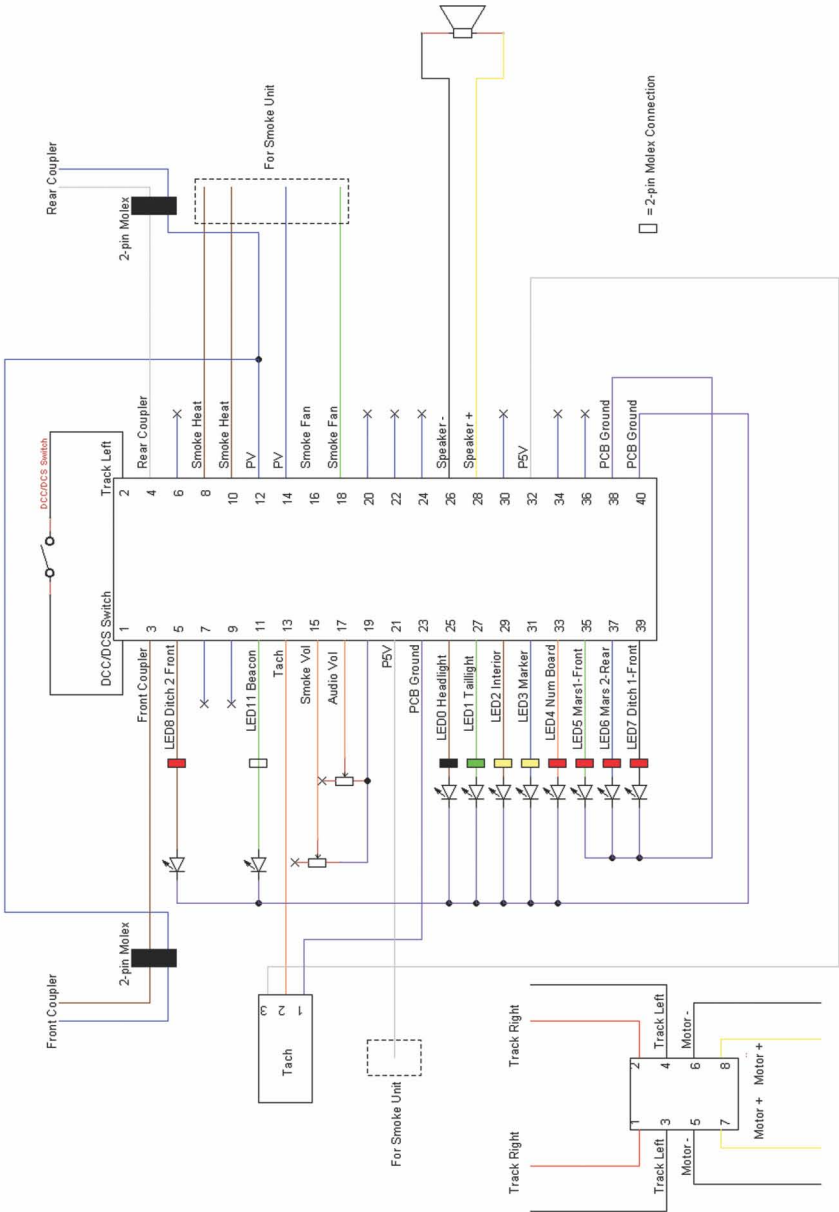 Front Coupler
2-pin Molex
Rear Coupler
2-pin Molex
For Smoke Unit
DCC/DCS Switch
DCC/DCS Switch
Track Left
Front Coupler
Rear Coupler
LED8 Ditch 2 Front
Smoke Heat
Smoke Heat
LED11 Beacon
PV
Tach
PV
Smoke Vol
Smoke Fan
Audio Vol
Smoke Fan
P5V
PCB Ground
LED0 Headlight
Speaker -
LED1 Taillight
Speaker +
LED2 Interior
LED3 Marker
P5V
LED4 Num Board
LED5 Mars1-Front
LED6 Mars 2-Rear
PCB Ground
LED7 Ditch 1-Front
PCB Ground
1
2
3
4
5
6
7
8
9
10
11
12
13
14
15
16
17
18
19
20
21
22
23
24
25
26
27
28
29
30
31
32
33
34
35
36
37
38
39
40
Tach
3
2
1
For Smoke Unit
= 2-pin Molex Connection
Track Right
Track Right
Track Left
Track Left
Motor -
Motor -
Motor +
Motor +
1
2
3
4
5
6
7
8